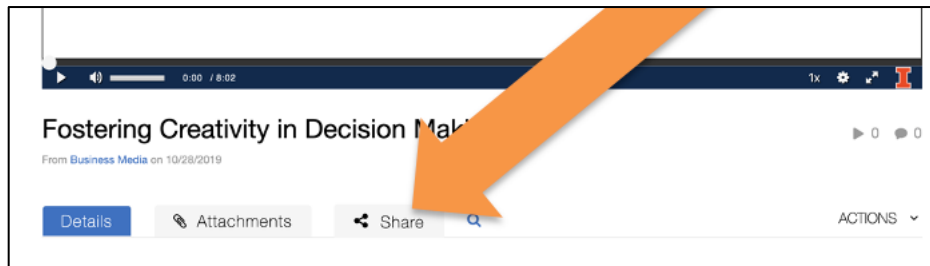 0:00 / 8:02 1x I
Fostering Creativity in Decision
0 0
From Business Media on 10/28/2019
Details Attachments Share ACTIONS